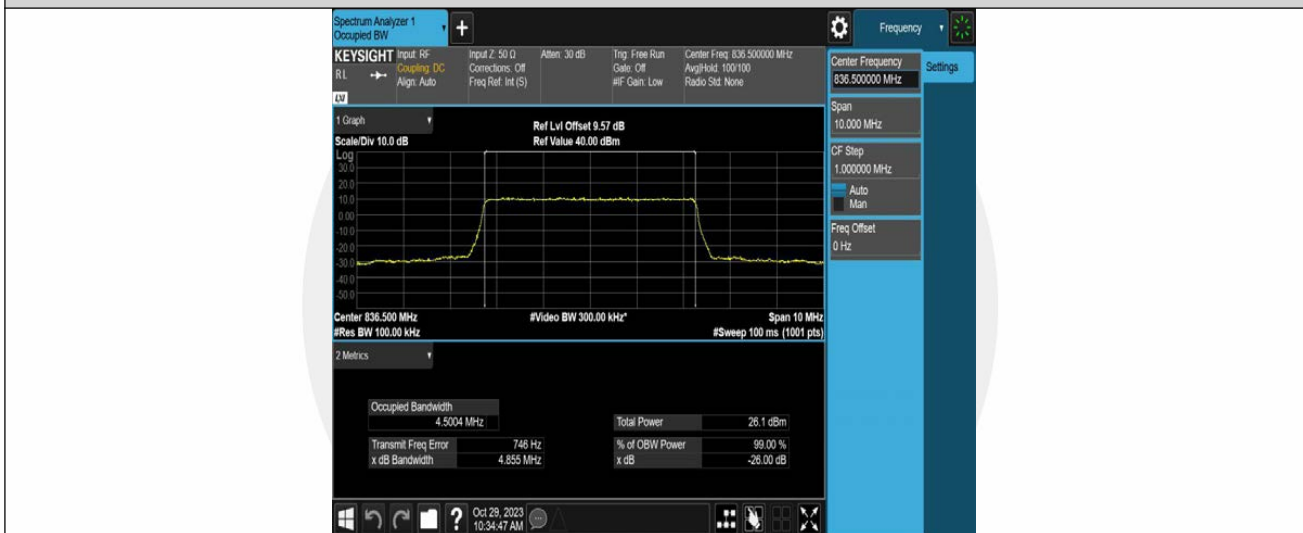 Spectrum Analyzer 1
Occupied BW
+
Frequency
KEYSIGHT
R L
LXI
Input: RF
Coupling: DC
Align: Auto
Input Z: 50 Ω
Corrections: Off
Freq Ref: Int (S)
Atten: 30 dB
Trig: Free Run
Gate: Off
#IF Gain: Low
Center Freq: 836.500000 MHz
Avg|Hold: 100/100
Radio Std: None
Center Frequency
836.500000 MHz
Settings
Span
10.000 MHz
CF Step
1.000000 MHz
Auto
Man
Freq Offset
0 Hz
1 Graph
Scale/Div 10.0 dB
Ref Lvl Offset 9.57 dB
Ref Value 40.00 dBm
Log
30.0
20.0
10.0
0.00
-10.0
-20.0
-30.0
-40.0
-50.0
Center 836.500 MHz
#Video BW 300.00 kHz*
Span 10 MHz
#Res BW 100.00 kHz
#Sweep 100 ms (1001 pts)
2 Metrics
Occupied Bandwidth
4.5004 MHz
Total Power 26.1 dBm
Transmit Freq Error 746 Hz
% of OBW Power 99.00 %
x dB Bandwidth 4.855 MHz
x dB -26.00 dB
?
Oct 29, 2023
10:34:47 AM